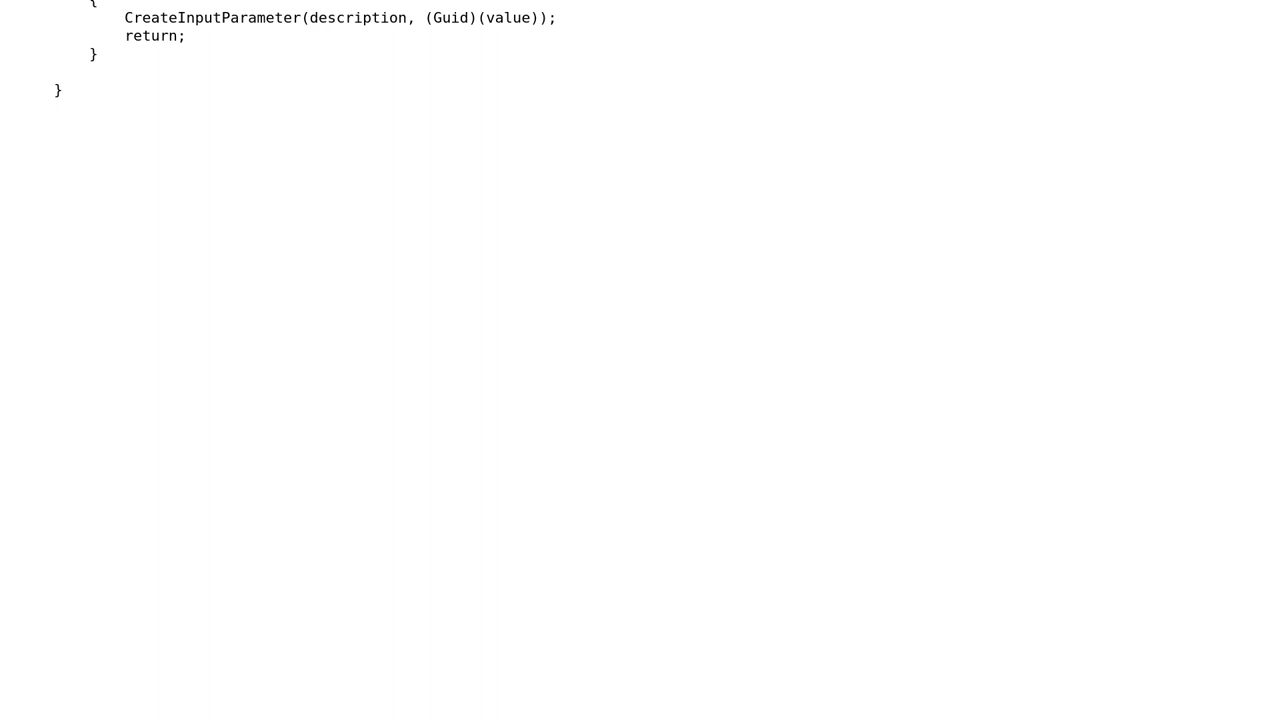 {
CreateInputParameter(description, (Guid)(value));
return;
}
}